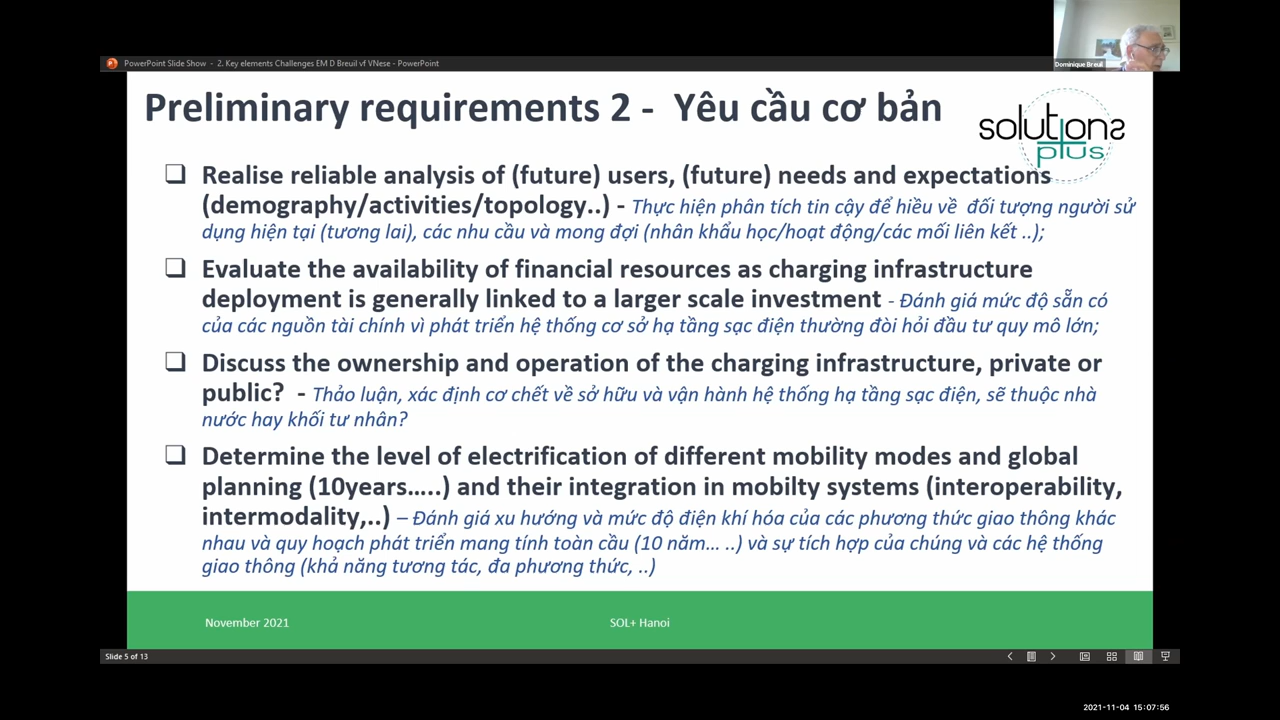 PowerPoint Slide Show - 2. Key elements Challenges EM D Breuil vf VNese - PowerPoint
Dominique Breuil
Preliminary requirements 2 - Yêu cầu cơ bản
solutions
plus
❑ Realise reliable analysis of (future) users, (future) needs and expectations
(demography/activities/topology..) - Thực hiện phân tích tin cậy để hiều về đối tượng người sử
dụng hiện tại (tương lai), các nhu cầu và mong đợi (nhân khẩu học/hoạt động/các mối liên kết ..);
❑ Evaluate the availability of financial resources as charging infrastructure
deployment is generally linked to a larger scale investment - Đánh giá mức độ sẵn có
của các nguồn tài chính vì phát triển hệ thống cơ sở hạ tầng sạc điện thường đòi hỏi đầu tư quy mô lớn;
❑ Discuss the ownership and operation of the charging infrastructure, private or
public? - Thảo luận, xác định cơ chết về sở hữu và vận hành hệ thống hạ tầng sạc điện, sẽ thuộc nhà
nước hay khối tư nhân?
❑ Determine the level of electrification of different mobility modes and global
planning (10years…..) and their integration in mobilty systems (interoperability,
intermodality,..) – Đánh giá xu hướng và mức độ điện khí hóa của các phương thức giao thông khác
nhau và quy hoạch phát triển mang tính toàn cầu (10 năm… ..) và sự tích hợp của chúng và các hệ thống
giao thông (khả năng tương tác, đa phương thức, ..)
November 2021
SOL+ Hanoi
Slide 5 of 13
2021-11-04 15:07:56